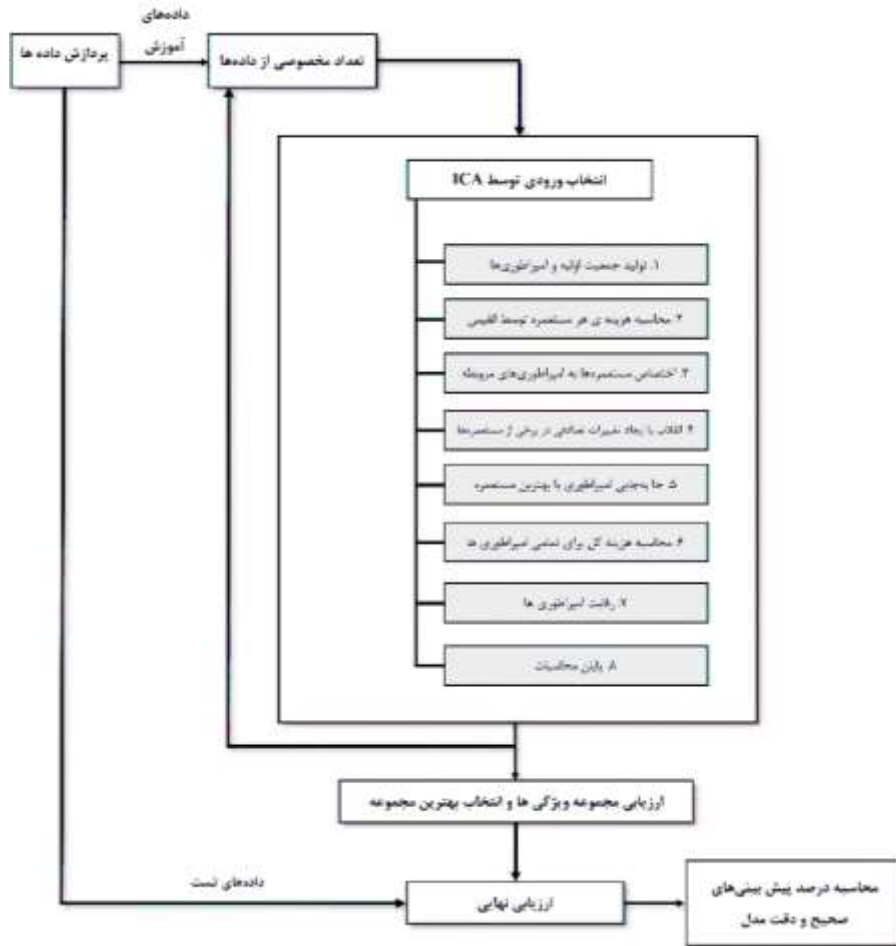 پردازش داده ها
داده‌های
آموزش
تعداد مخصوصی از داده‌ها
انتخاب ورودی توسط ICA
۱. تولید جمعیت اولیه و امپراطوری‌ها
۲. محاسبه هزینه ی هر مستعمره توسط
۳. اختصاص مستعمره‌ها به امپراطوری‌های مربوطه
۴. انقلاب با ایجاد تغییرات تصادفی در برخی از مستعمره‌ها
۵. جا به‌جایی امپراطوری با بهترین مستعمره
۶. محاسبه هزینه کل برای تمامی امپراطوری ها
۷. رقابت امپراطوری ها
۸. پایان محاسبات
ارزیابی مجموعه ویژگی ها و انتخاب بهترین مجموعه
داده‌های تست
ارزیابی نهایی
محاسبه درصد پیش بینی‌های
صحیح و دقت مدل